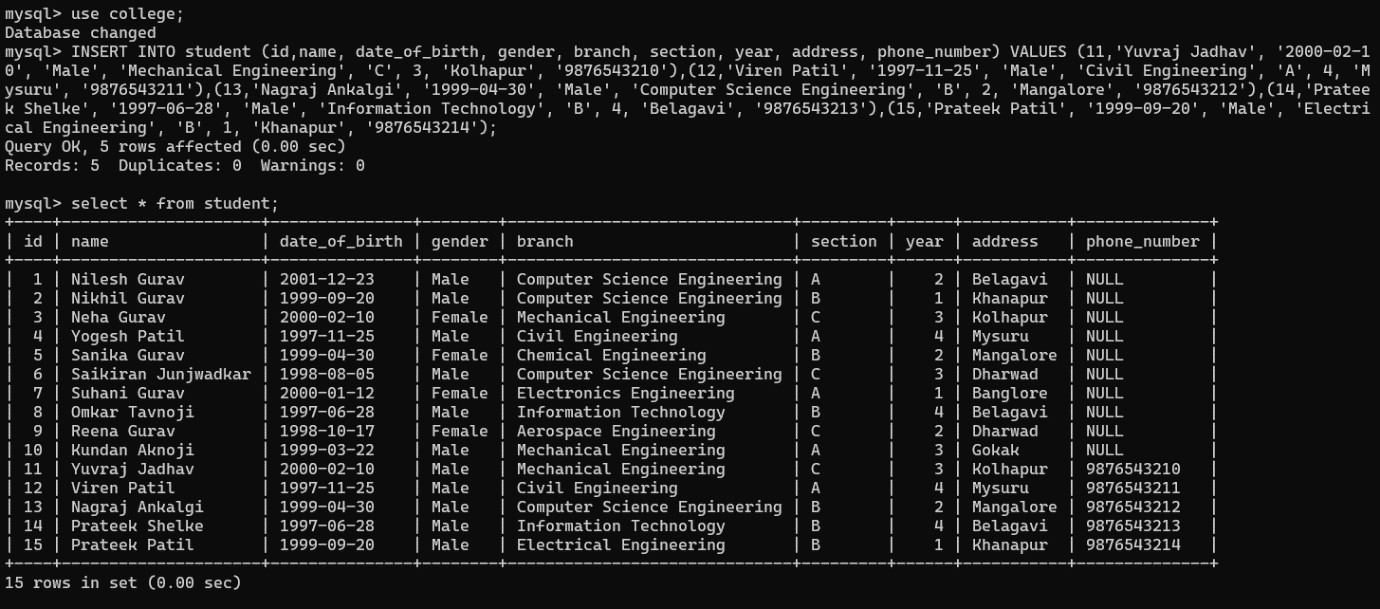 mysql> use college;
Database changed
mysql> INSERT INTO student (id,name, date_of_birth, gender, branch, section, year, address, phone_number) VALUES (11,'Yuvraj Jadhav', '2000-02-1
0', 'Male', 'Mechanical Engineering', 'C', 3, 'Kolhapur', '9876543210'),(12,'Viren Patil', '1997-11-25', 'Male', 'Civil Engineering', 'A', 4, 'M
ysuru', '9876543211'),(13,'Nagraj Ankalgi', '1999-04-30', 'Male', 'Computer Science Engineering', 'B', 2, 'Mangalore', '9876543212'),(14,'Pratee
k Shelke', '1997-06-28', 'Male', 'Information Technology', 'B', 4, 'Belagavi', '9876543213'),(15,'Prateek Patil', '1999-09-20', 'Male', 'Electri
cal Engineering', 'B', 1, 'Khanapur', '9876543214');
Query OK, 5 rows affected (0.00 sec)
Records: 5  Duplicates: 0  Warnings: 0
mysql> select * from student;
+----+---------------------+---------------+--------+------------------------------+---------+------+-----------+--------------+
| id | name                | date_of_birth | gender | branch                       | section | year | address   | phone_number |
+----+---------------------+---------------+--------+------------------------------+---------+------+-----------+--------------+
|  1 | Nilesh Gurav        | 2001-12-23    | Male   | Computer Science Engineering | A       |    2 | Belagavi  | NULL         |
|  2 | Nikhil Gurav        | 1999-09-20    | Male   | Computer Science Engineering | B       |    1 | Khanapur  | NULL         |
|  3 | Neha Gurav          | 2000-02-10    | Female | Mechanical Engineering       | C       |    3 | Kolhapur  | NULL         |
|  4 | Yogesh Patil        | 1997-11-25    | Male   | Civil Engineering            | A       |    4 | Mysuru    | NULL         |
|  5 | Sanika Gurav        | 1999-04-30    | Female | Chemical Engineering         | B       |    2 | Mangalore | NULL         |
|  6 | Saikiran Junjwadkar | 1998-08-05    | Male   | Computer Science Engineering | C       |    3 | Dharwad   | NULL         |
|  7 | Suhani Gurav        | 2000-01-12    | Female | Electronics Engineering      | A       |    1 | Banglore  | NULL         |
|  8 | Omkar Tavnoji       | 1997-06-28    | Male   | Information Technology       | B       |    4 | Belagavi  | NULL         |
|  9 | Reena Gurav         | 1998-10-17    | Female | Aerospace Engineering        | C       |    2 | Dharwad   | NULL         |
| 10 | Kundan Aknoji       | 1999-03-22    | Male   | Mechanical Engineering       | A       |    3 | Gokak     | NULL         |
| 11 | Yuvraj Jadhav       | 2000-02-10    | Male   | Mechanical Engineering       | C       |    3 | Kolhapur  | 9876543210   |
| 12 | Viren Patil         | 1997-11-25    | Male   | Civil Engineering            | A       |    4 | Mysuru    | 9876543211   |
| 13 | Nagraj Ankalgi      | 1999-04-30    | Male   | Computer Science Engineering | B       |    2 | Mangalore | 9876543212   |
| 14 | Prateek Shelke      | 1997-06-28    | Male   | Information Technology       | B       |    4 | Belagavi  | 9876543213   |
| 15 | Prateek Patil       | 1999-09-20    | Male   | Electrical Engineering       | B       |    1 | Khanapur  | 9876543214   |
+----+---------------------+---------------+--------+------------------------------+---------+------+-----------+--------------+
15 rows in set (0.00 sec)